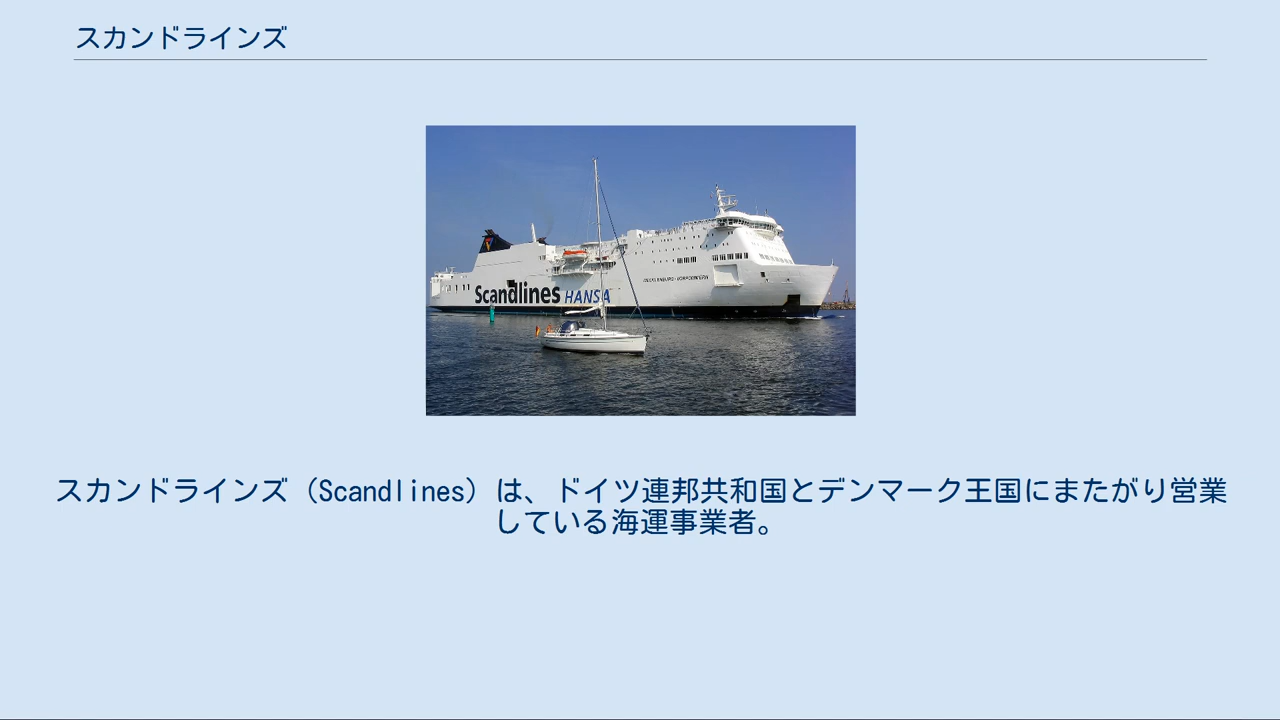 スカンドラインズ
Scandlines HANSA
スカンドラインズ（Scandlines）は、ドイツ連邦共和国とデンマーク王国にまたがり営業
している海運事業者。